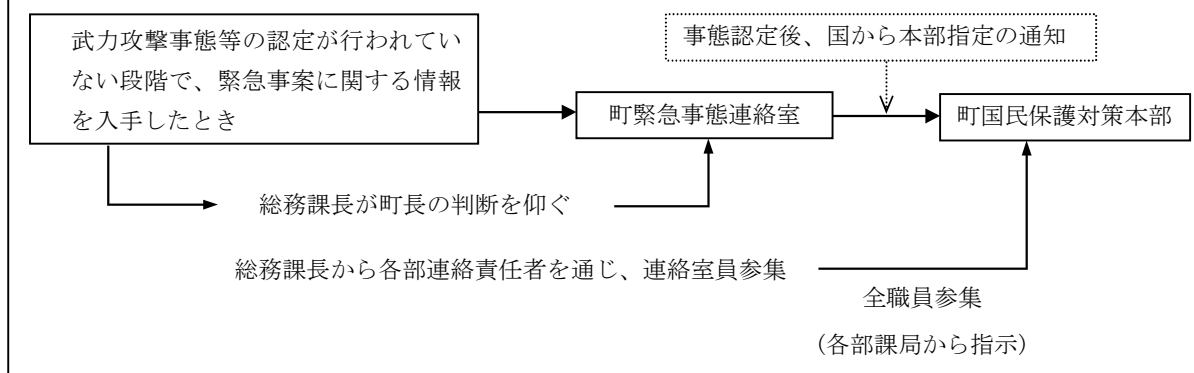 武力攻撃事態等の認定が行われてい
ない段階で、緊急事案に関する情報
を入手したとき
事態認定後、国から本部指定の通知
町緊急事態連絡室
町国民保護対策本部
総務課長が町長の判断を仰ぐ
総務課長から各部連絡責任者を通じ、連絡室員参集
全職員参集
（各部課局から指示）